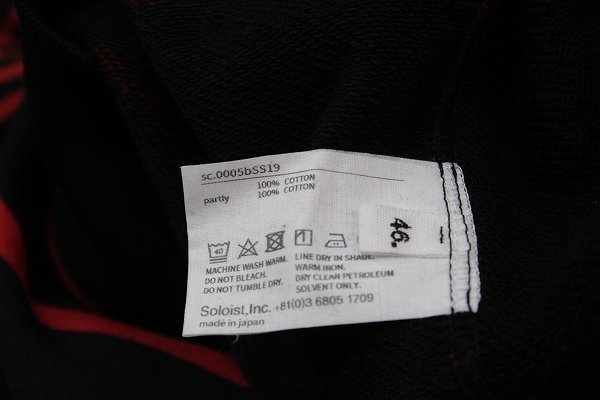 sc.0005bSS19
100% COTTON
partly 100% COTTON
40
MACHINE WASH WARM.
DO NOT BLEACH.
DO NOT TUMBLE DRY.
LINE DRY IN SHADE.
WARM IRON.
DRY CLEAN PETROLEUM
SOLVENT ONLY.
46.
Soloist,Inc. +81(0)3 6805 1709
made in japan